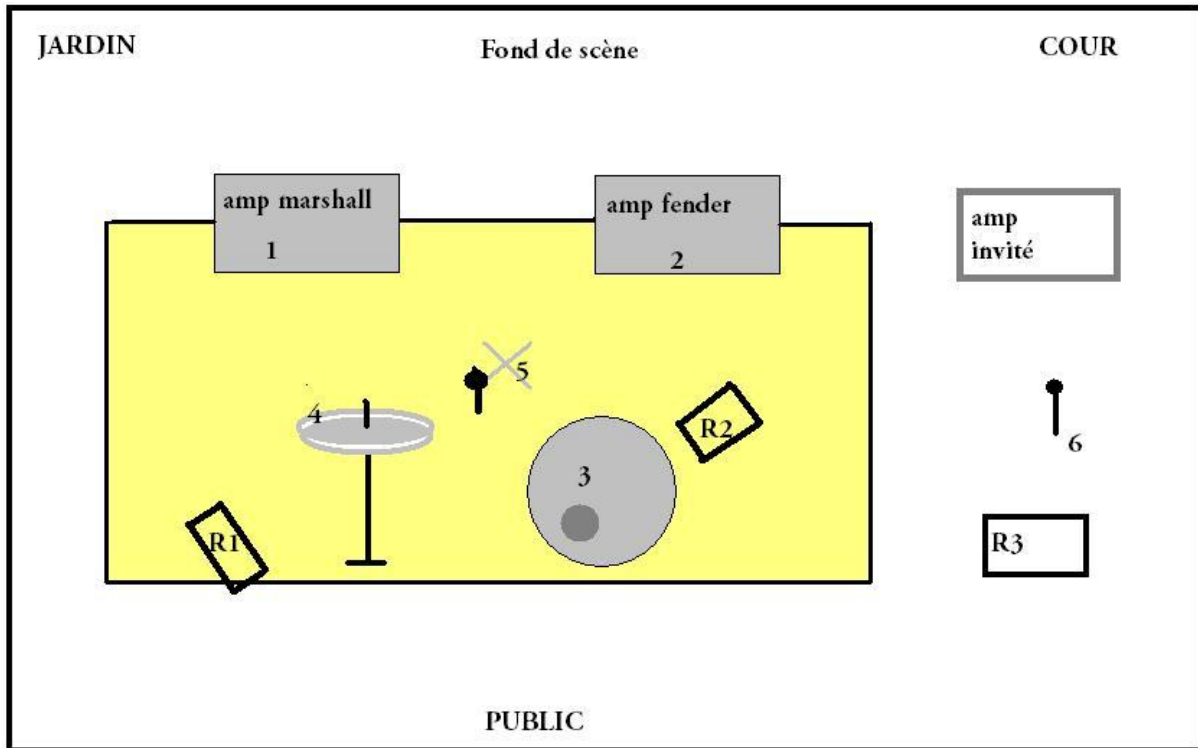 JARDIN
Fond de scène
COUR
amp marshall
1
amp fender
2
amp
invité
4
5
3
R2
6
R1
R3
PUBLIC